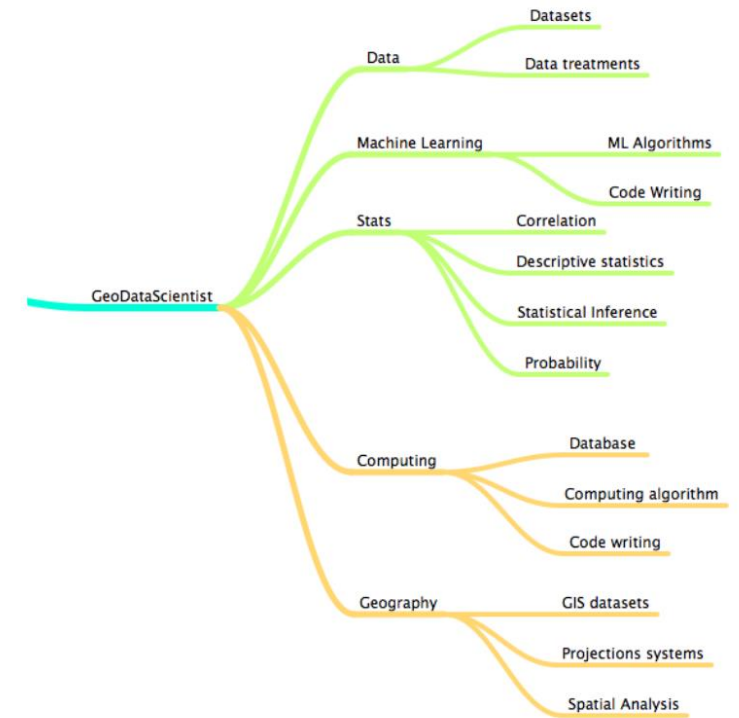 GeoDataScientist
Data
Datasets
Data treatments
Machine Learning
ML Algorithms
Code Writing
Stats
Correlation
Descriptive statistics
Statistical Inference
Probability
Computing
Database
Computing algorithm
Code writing
Geography
GIS datasets
Projections systems
Spatial Analysis